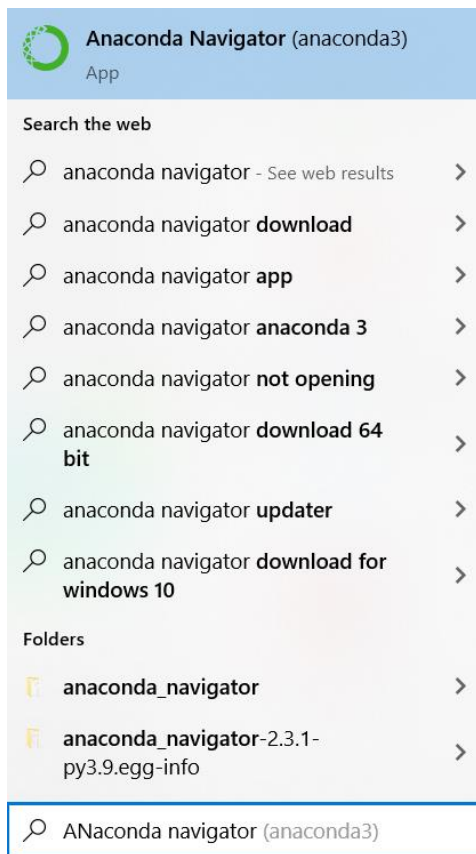 Anaconda Navigator (anaconda3)
App
Search the web
anaconda navigator - See web results
anaconda navigator download
anaconda navigator app
anaconda navigator anaconda 3
anaconda navigator not opening
anaconda navigator download 64
bit
anaconda navigator updater
anaconda navigator download for
windows 10
Folders
anaconda_navigator
anaconda_navigator-2.3.1-
py3.9.egg-info
ANaconda navigator (anaconda3)